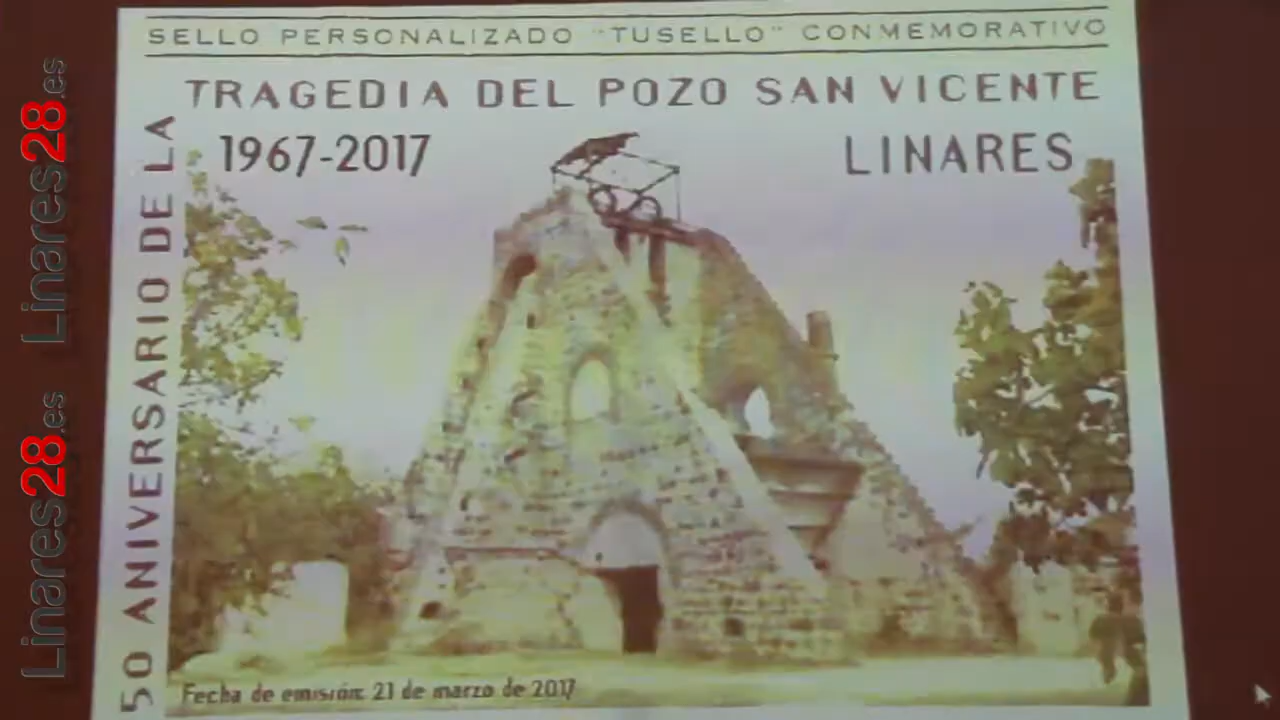 SELLO PERSONALIZADO "TUSELLO" CONMEMORATIVO
50 ANIVERSARIO DE LA
TRAGEDIA DEL POZO SAN VICENTE
1967-2017
LINARES
Fecha de emisión: 21 de marzo de 2017
Linares28.es
Linares28.es